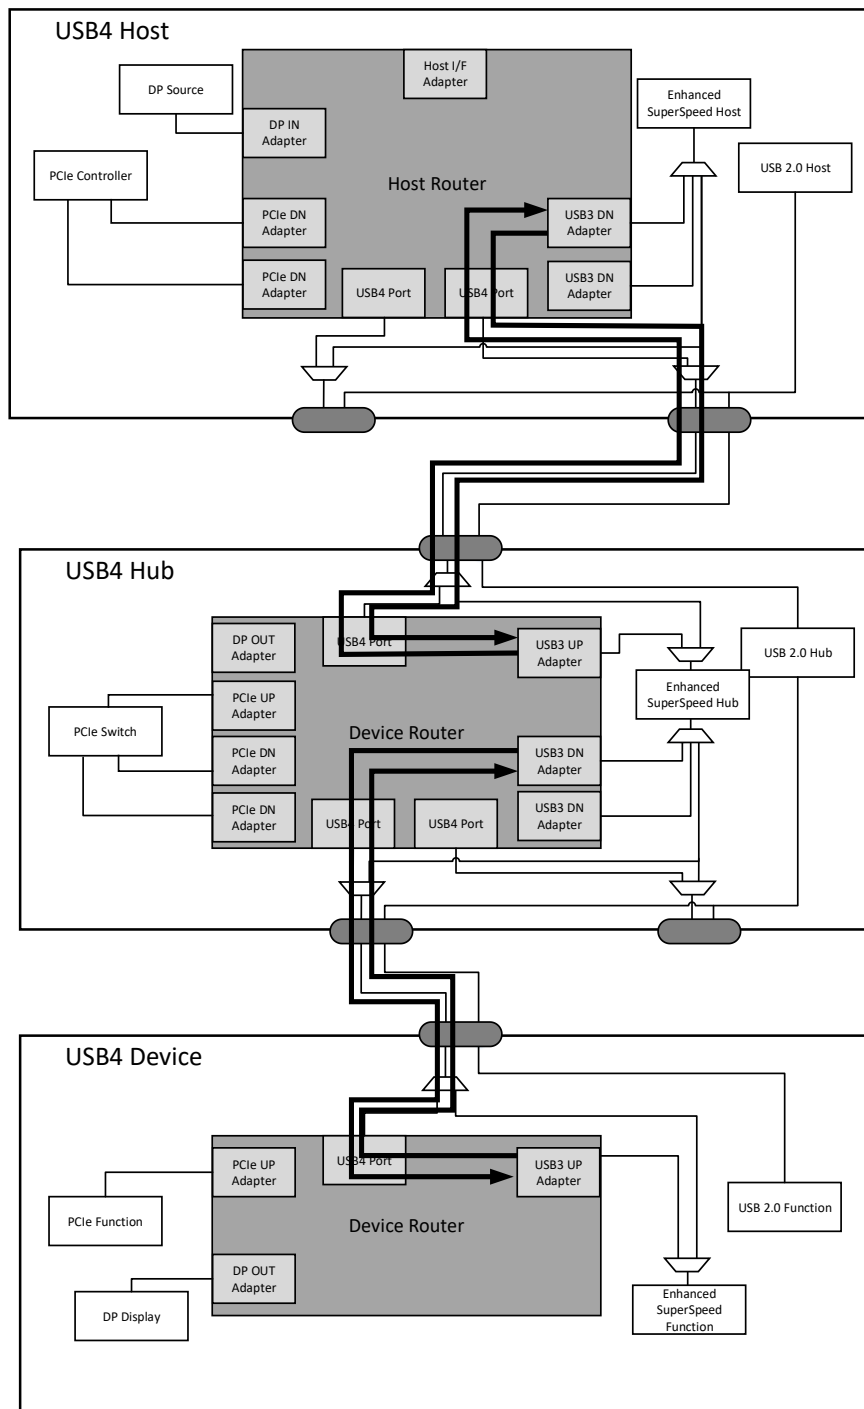 USB4 Host
Host I/F
Adapter
DP Source
Enhanced
SuperSpeed Host
DP IN
Adapter
PCIe Controller
USB 2.0 Host
Host Router
PCIe DN
Adapter
USB3 DN
Adapter
PCIe DN
Adapter
USB4 Port
USB4 Port
USB3 DN
Adapter
USB4 Hub
DP OUT
Adapter
USB4 Port
USB3 UP
Adapter
USB 2.0 Hub
PCIe UP
Adapter
Enhanced
SuperSpeed Hub
PCIe Switch
Device Router
PCIe DN
Adapter
USB3 DN
Adapter
PCIe DN
Adapter
USB4 Port
USB4 Port
USB3 DN
Adapter
USB4 Device
PCIe UP
Adapter
USB4 Port
USB3 UP
Adapter
PCIe Function
USB 2.0 Function
Device Router
DP OUT
Adapter
DP Display
Enhanced
SuperSpeed
Function